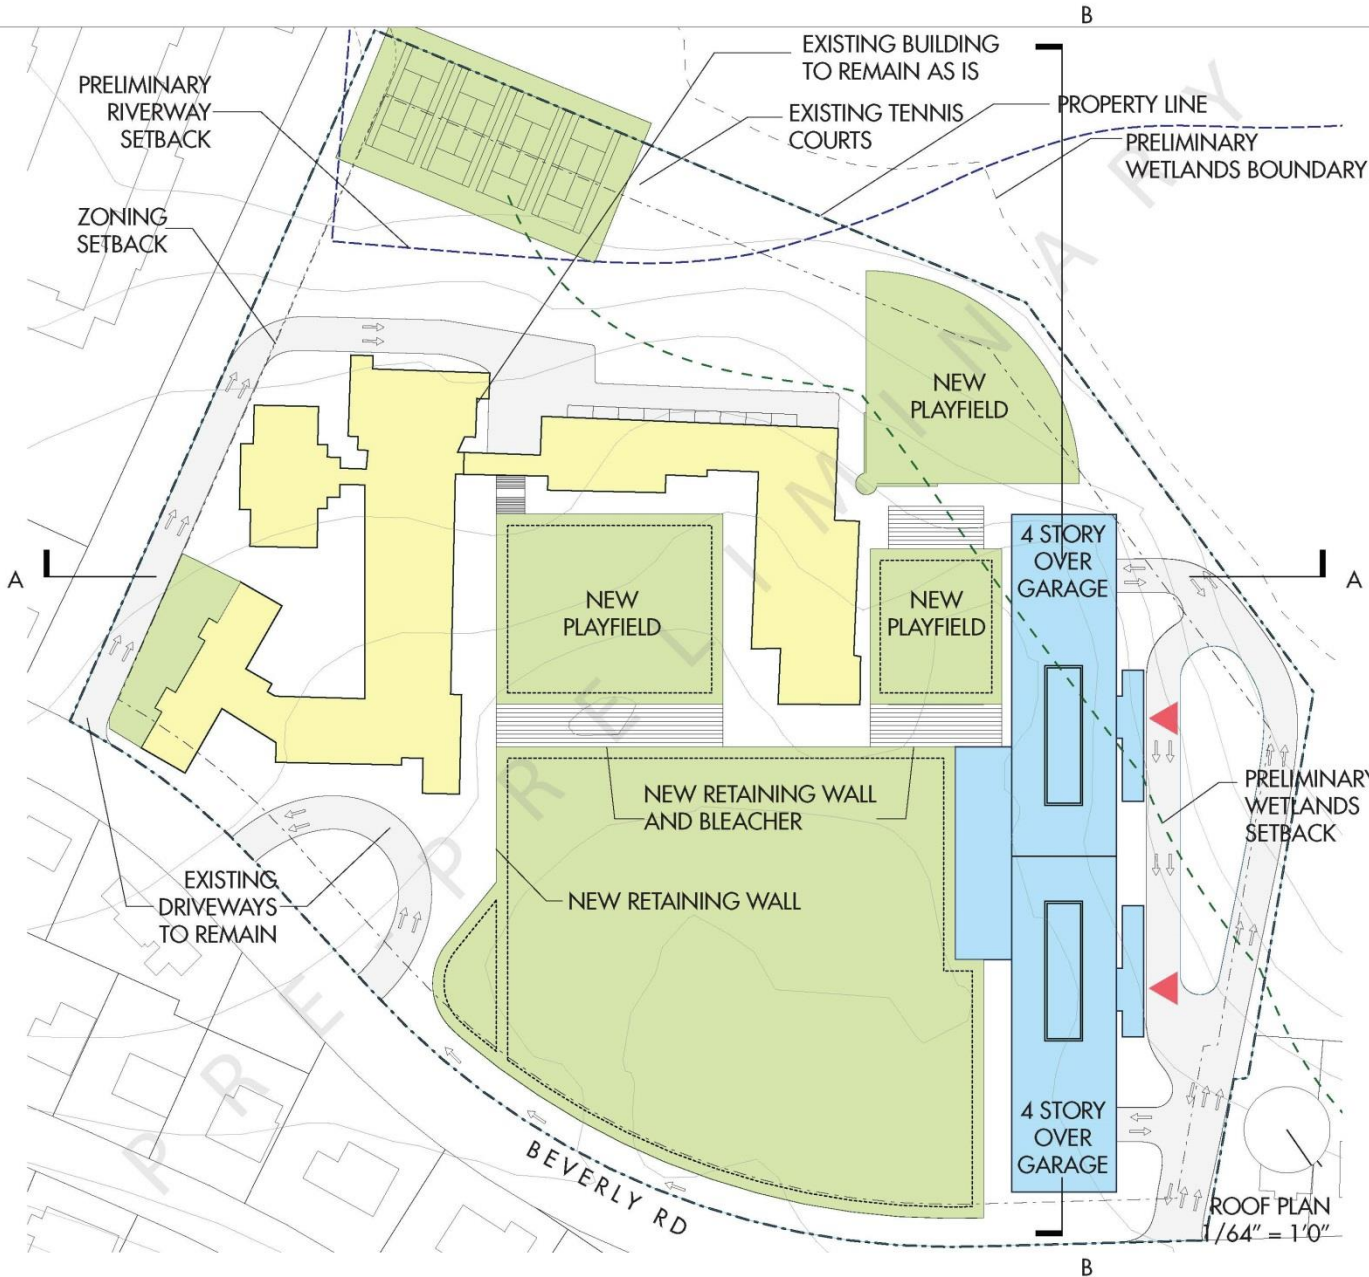 B
EXISTING BUILDING
TO REMAIN AS IS
PRELIMINARY
RIVERWAY
SETBACK
EXISTING TENNIS
COURTS
PROPERTY LINE
PRELIMINARY
WETLANDS BOUNDARY
ZONING
SETBACK
NEW
PLAYFIELD
4 STORY
OVER
GARAGE
A
A
NEW
PLAYFIELD
NEW
PLAYFIELD
PRELIMINARY
WETLANDS
SETBACK
NEW RETAINING WALL
AND BLEACHER
EXISTING
DRIVEWAYS
TO REMAIN
NEW RETAINING WALL
4 STORY
OVER
GARAGE
BEVERLY RD
ROOF PLAN
1/64" = 1'0"
B
PRELIMINARY